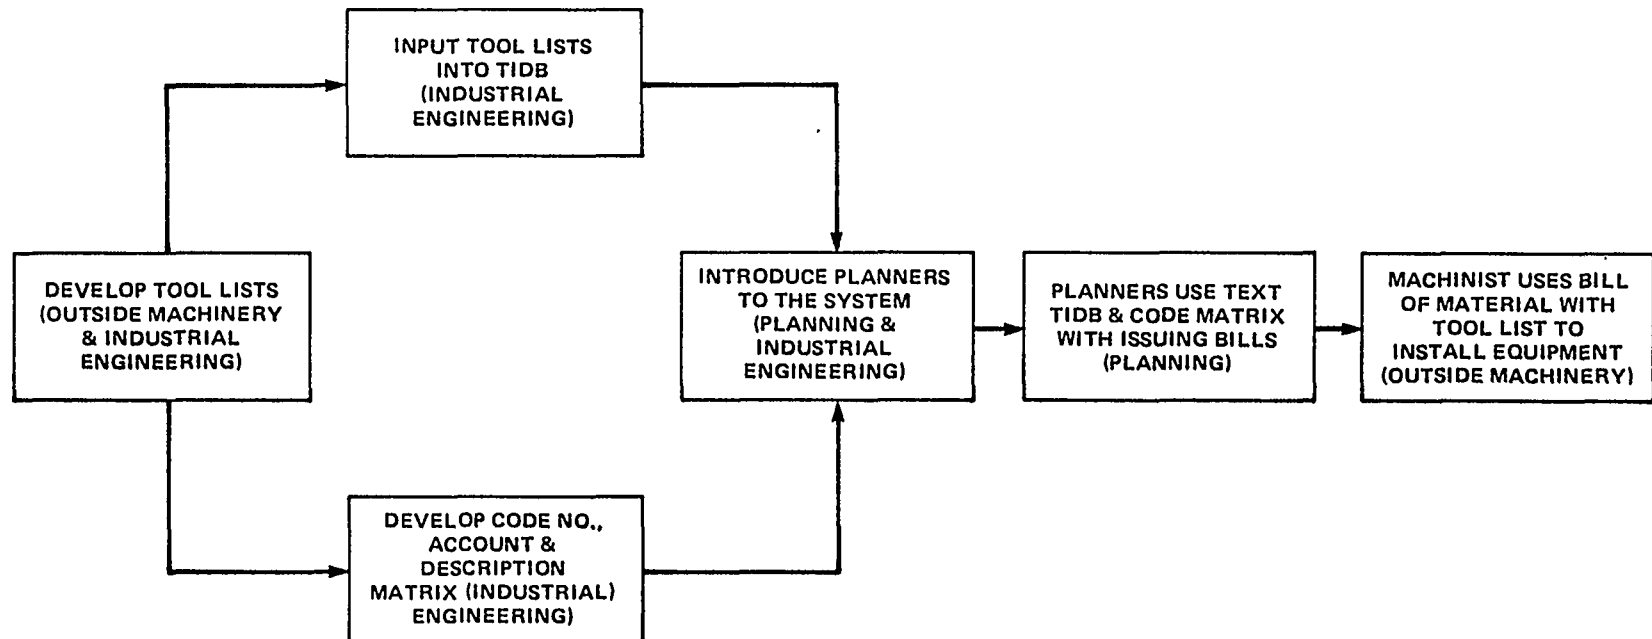 INPUT TOOL LISTS
INTO TIDB
(INDUSTRIAL
ENGINEERING)
DEVELOP TOOL LISTS
(OUTSIDE MACHINERY
& INDUSTRIAL
ENGINEERING)
INTRODUCE PLANNERS
TO THE SYSTEM
(PLANNING &
INDUSTRIAL
ENGINEERING)
PLANNERS USE TEXT
TIDB & CODE MATRIX
WITH ISSUING BILLS
(PLANNING)
MACHINIST USES BILL
OF MATERIAL WITH
TOOL LIST TO
INSTALL EQUIPMENT
(OUTSIDE MACHINERY)
DEVELOP CODE NO.,
ACCOUNT &
DESCRIPTION
MATRIX (INDUSTRIAL)
ENGINEERING)